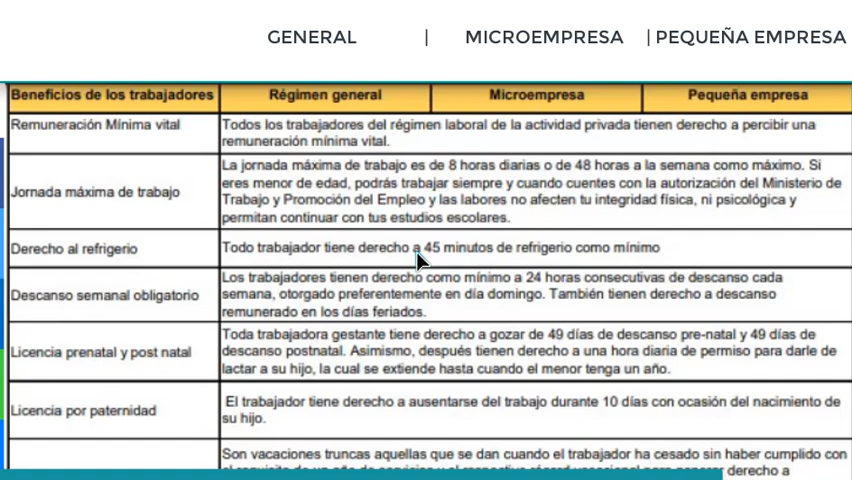 GENERAL | MICROEMPRESA | PEQUEÑA EMPRESA
Beneficios de los trabajadores Régimen general Microempresa Pequeña empresa
Remuneración Mínima vital
Todos los trabajadores del régimen laboral de la actividad privada tienen derecho a percibir una
remuneración mínima vital.
Jornada máxima de trabajo
La jornada máxima de trabajo es de 8 horas diarias o de 48 horas a la semana como máximo. Si
eres menor de edad, podrás trabajar siempre y cuando cuentes con la autorización del Ministerio de
Trabajo y Promoción del Empleo y las labores no afecten tu integridad física, ni psicológica y
permitan continuar con tus estudios escolares.
Derecho al refrigerio
Todo trabajador tiene derecho a 45 minutos de refrigerio como mínimo
Descanso semanal obligatorio
Los trabajadores tienen derecho como mínimo a 24 horas consecutivas de descanso cada
semana, otorgado preferentemente en día domingo. También tienen derecho a descanso
remunerado en los días feriados.
Licencia prenatal y post natal
Toda trabajadora gestante tiene derecho a gozar de 49 días de descanso pre-natal y 49 días de
descanso postnatal. Asimismo, después tienen derecho a una hora diaria de permiso para darle de
lactar a su hijo, la cual se extiende hasta cuando el menor tenga un año.
Licencia por paternidad
El trabajador tiene derecho a ausentarse del trabajo durante 10 días con ocasión del nacimiento de
su hijo.
Son vacaciones truncas aquellas que se dan cuando el trabajador ha cesado sin haber cumplido con
derecho a